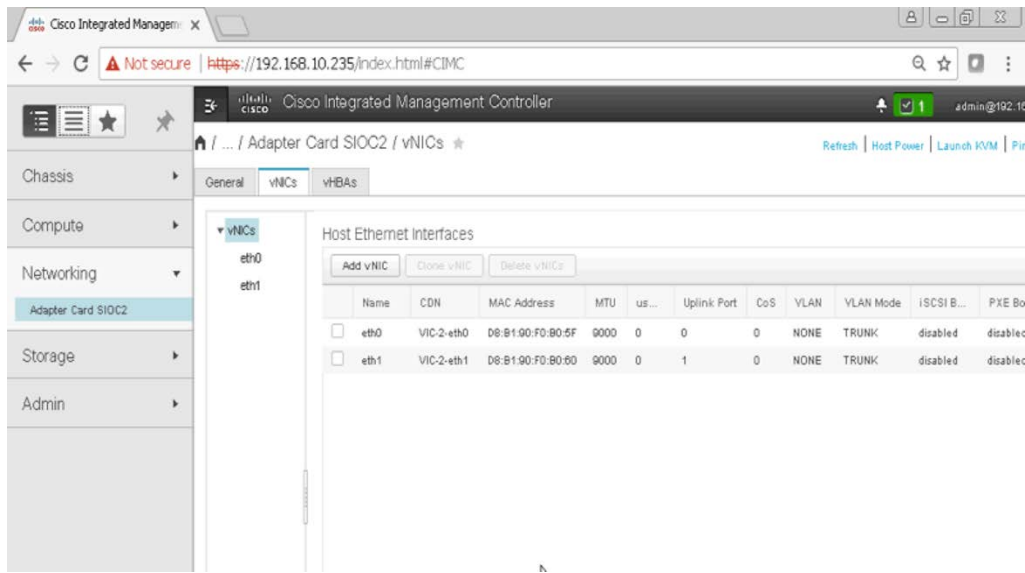 Cisco Integrated Managem
Not secure | https://192.168.10.235/index.html#CIMC
CISCO Cisco Integrated Management Controller 1 admin@192.16
/ ... / Adapter Card SIOC2 / vNICs
Refresh | Host Power | Launch KVM |
General vNICs vHBAs
Chassis
Compute
Networking
Adapter Card SIOC2
Storage
Admin
vNICs
eth0
eth1
Host Ethernet Interfaces
Add vNIC Clone vNIC Delete vNICs
Name CDN MAC Address MTU us... Uplink Port CoS VLAN VLAN Mode iSCSI B... PXE Bo
eth0 VIC-2-eth0 D8:B1:90:F0:B0:5F 9000 0 0 0 NONE TRUNK disabled disabled
eth1 VIC-2-eth1 D8:B1:90:F0:B0:60 9000 0 1 0 NONE TRUNK disabled disabled